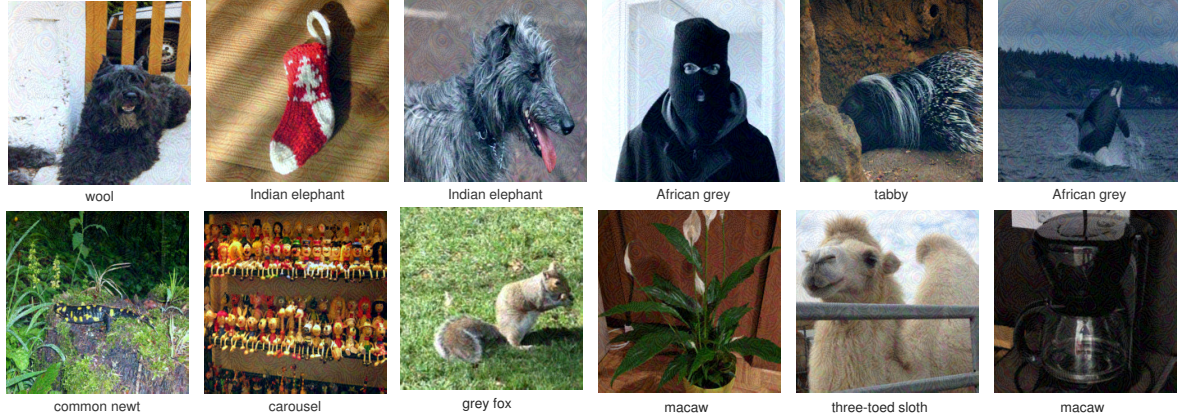 wool
Indian elephant
Indian elephant
African grey
tabby
African grey
common newt
carousel
grey fox
macaw
three-toed sloth
macaw